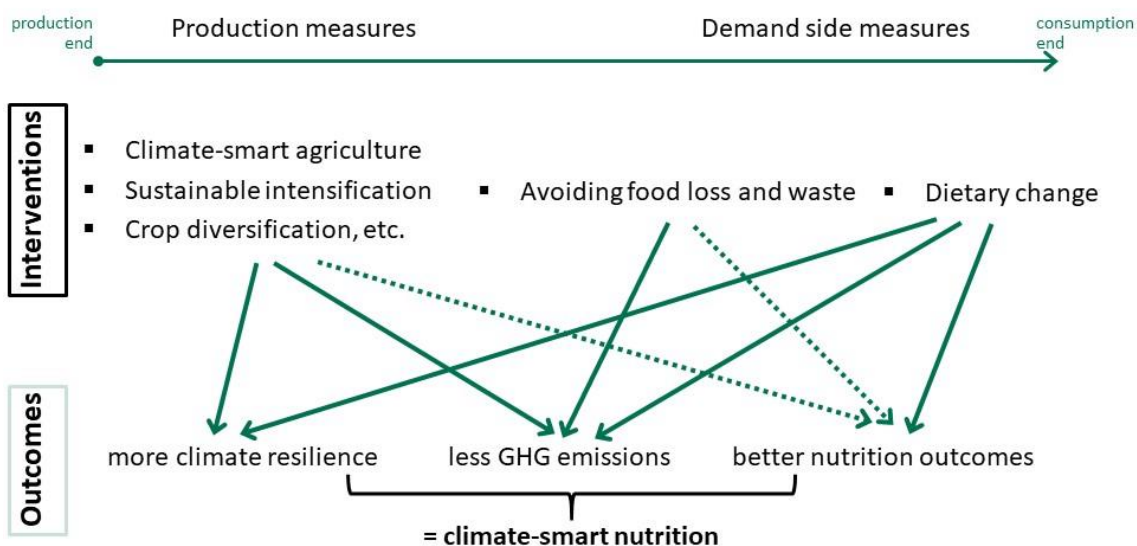 production end
Production measures
Demand side measures
consumption end
Interventions
▪ Climate-smart agriculture
▪ Sustainable intensification
▪ Crop diversification, etc.
▪ Avoiding food loss and waste
▪ Dietary change
Outcomes
more climate resilience
less GHG emissions
better nutrition outcomes
= climate-smart nutrition